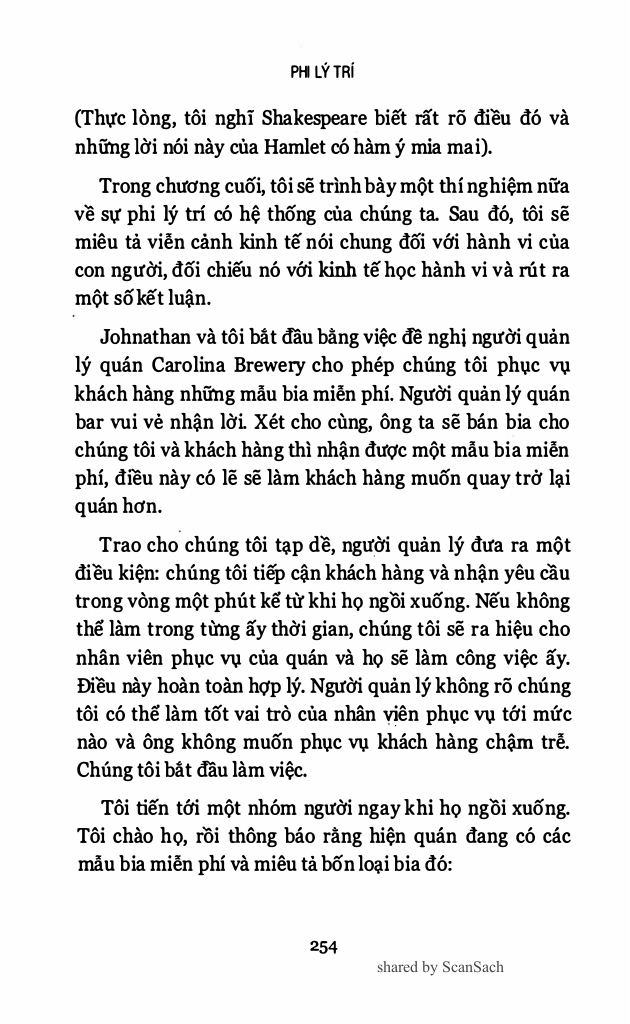 PHI LÝ TRÍ
(Thực lòng, tôi nghĩ Shakespeare biết rất rõ điều đó và
những lời nói này của Hamlet có hàm ý mia mai).
Trong chương cuối, tôi sẽ trình bày một thí nghiệm nữa
về sự phi lý trí có hệ thống của chúng ta. Sau đó, tôi sẽ
miêu tả viễn cảnh kinh tế nói chung đối với hành vi của
con người, đối chiếu nó với kinh tế học hành vi và rút ra
một số kết luận.
Johnathan và tôi bắt đầu bằng việc đề nghị người quản
lý quán Carolina Brewery cho phép chúng tôi phục vụ
khách hàng những mẫu bia miễn phí. Người quản lý quán
bar vui vẻ nhận lời. Xét cho cùng, ông ta sẽ bán bia cho
chúng tôi và khách hàng thì nhận được một mẫu bia miễn
phí, điều này có lẽ sẽ làm khách hàng muốn quay trở lại
quán hơn.
Trao cho chúng tôi tạp dề, người quản lý đưa ra một
điều kiện: chúng tôi tiếp cận khách hàng và nhận yêu cầu
trong vòng một phút kể từ khi họ ngồi xuống. Nếu không
thể làm trong từng ấy thời gian, chúng tôi sẽ ra hiệu cho
nhân viên phục vụ của quán và họ sẽ làm công việc ấy.
Điều này hoàn toàn hợp lý. Người quản lý không rõ chúng
tôi có thể làm tốt vai trò của nhân viên phục vụ tới mức
nào và ông không muốn phục vụ khách hàng chậm trễ.
Chúng tôi bắt đầu làm việc.
Tôi tiến tới một nhóm người ngay khi họ ngồi xuống.
Tôi chào họ, rồi thông báo rằng hiện quán đang có các
mẫu bia miễn phí và miêu tả bốn loại bia đó:
254
shared by ScanSach